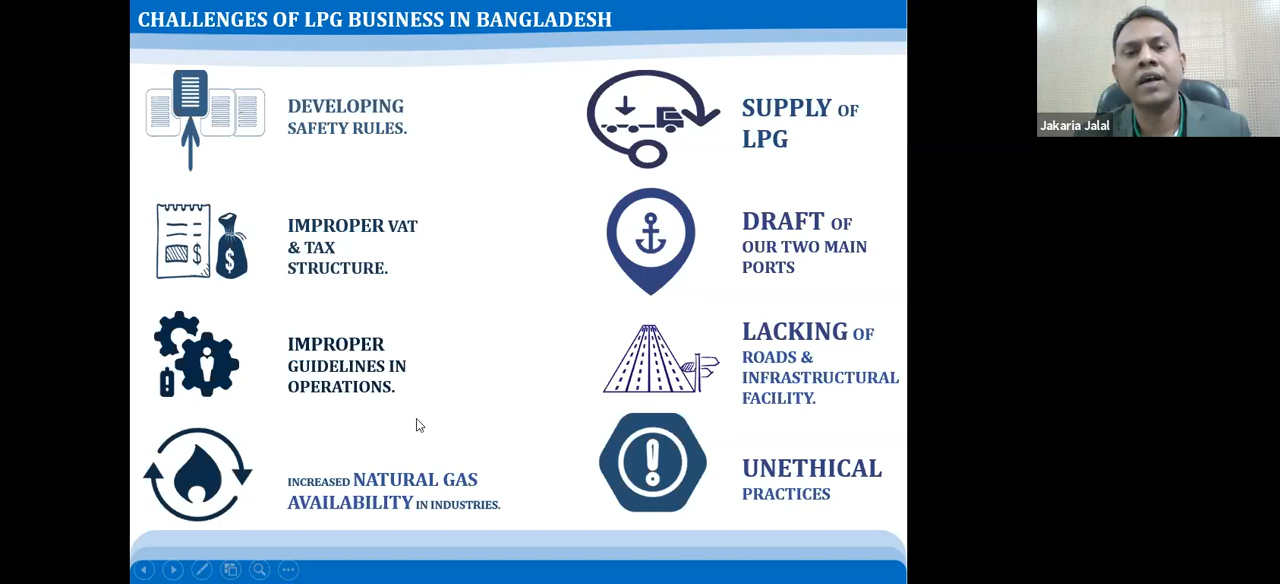 CHALLENGES OF LPG BUSINESS IN BANGLADESH
DEVELOPING
SAFETY RULES.
IMPROPER VAT
& TAX
STRUCTURE.
IMPROPER
GUIDELINES IN
OPERATIONS.
INCREASED NATURAL GAS
AVAILABILITY IN INDUSTRIES.
SUPPLY OF
LPG
DRAFT OF
OUR TWO MAIN
PORTS
LACKING OF
ROADS &
INFRASTRUCTURAL
FACILITY.
UNETHICAL
PRACTICES
Jakaria Jalal